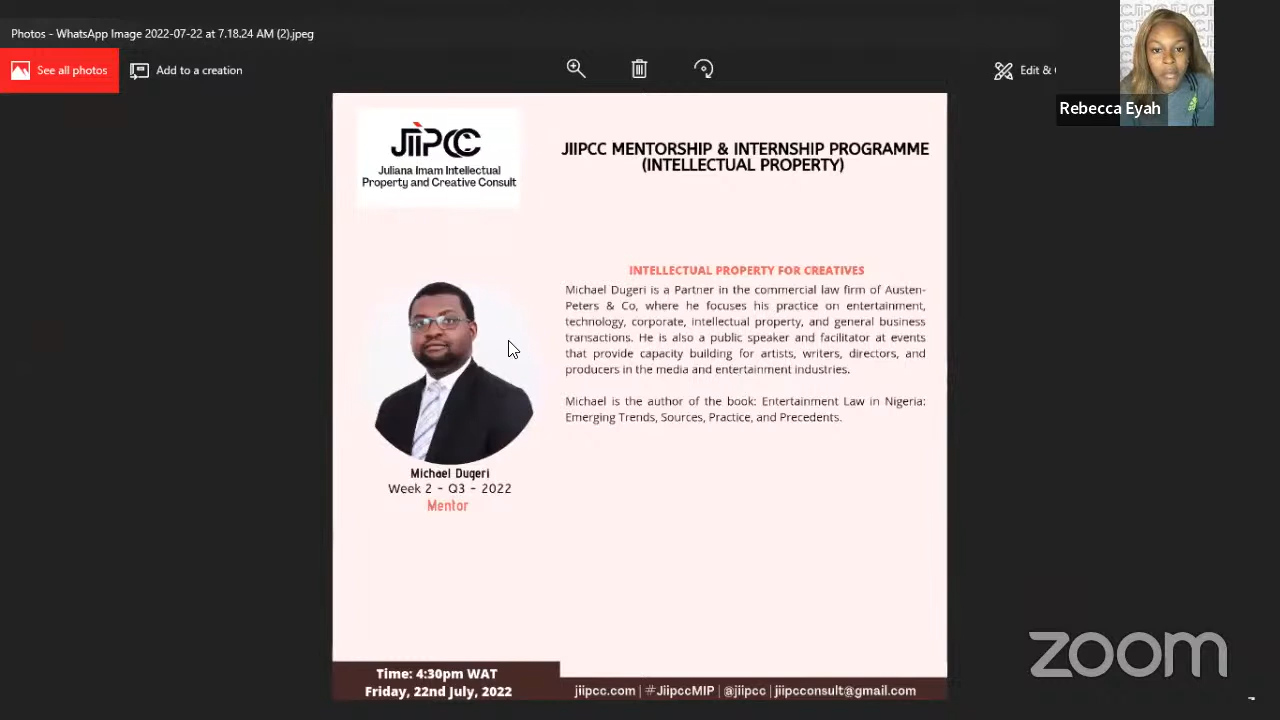 Photos - WhatsApp Image 2022-07-22 at 7.18.24 AM (2).jpeg
See all photos
Add to a creation
Edit &
Rebecca Eyah
JIIPCC
Juliana Imam Intellectual
Property and Creative Consult
JIIPCC MENTORSHIP & INTERNSHIP PROGRAMME
(INTELLECTUAL PROPERTY)
INTELLECTUAL PROPERTY FOR CREATIVES
Michael Dugeri is a Partner in the commercial law firm of Austen-
Peters & Co, where he focuses his practice on entertainment,
technology, corporate, intellectual property, and general business
transactions. He is also a public speaker and facilitator at events
that provide capacity building for artists, writers, directors, and
producers in the media and entertainment industries.
Michael is the author of the book: Entertainment Law in Nigeria:
Emerging Trends, Sources, Practice, and Precedents.
Michael Dugeri
Week 2 - Q3 - 2022
Mentor
Time: 4:30pm WAT
Friday, 22nd July, 2022
jiipcc.com | #JiipccMIP | @jiipcc | jiipcconsult@gmail.com
zoom